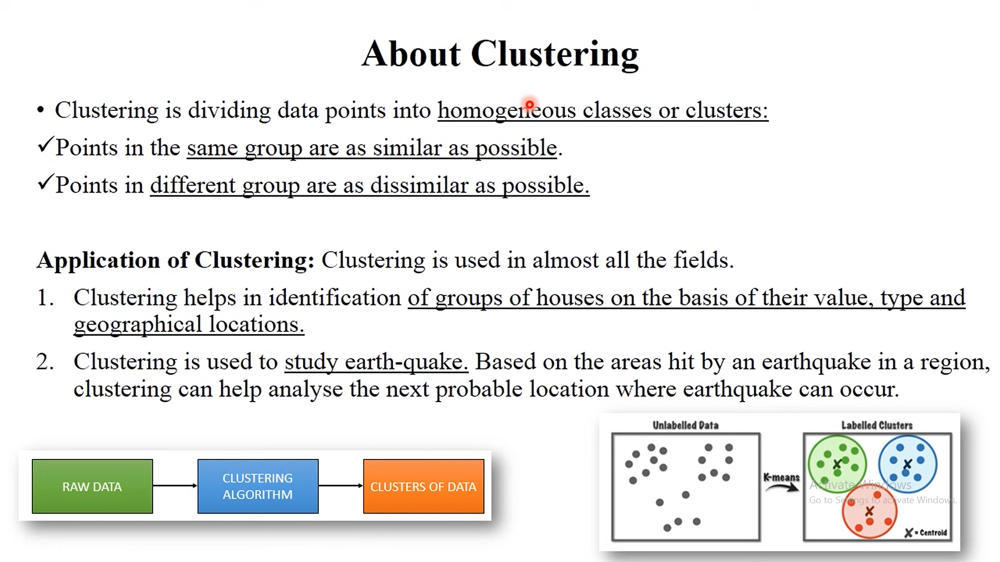 About Clustering
• Clustering is dividing data points into homogeneous classes or clusters:
✓Points in the same group are as similar as possible.
✓Points in different group are as dissimilar as possible.
Application of Clustering: Clustering is used in almost all the fields.
1. Clustering helps in identification of groups of houses on the basis of their value, type and
geographical locations.
2. Clustering is used to study earth-quake. Based on the areas hit by an earthquake in a region,
clustering can help analyse the next probable location where earthquake can occur.
RAW DATA
CLUSTERING
ALGORITHM
CLUSTERS OF DATA
Unlabelled Data
K-means
Labelled Clusters
X = Centroid
Activate Windows
Go to Settings to activate Windows.